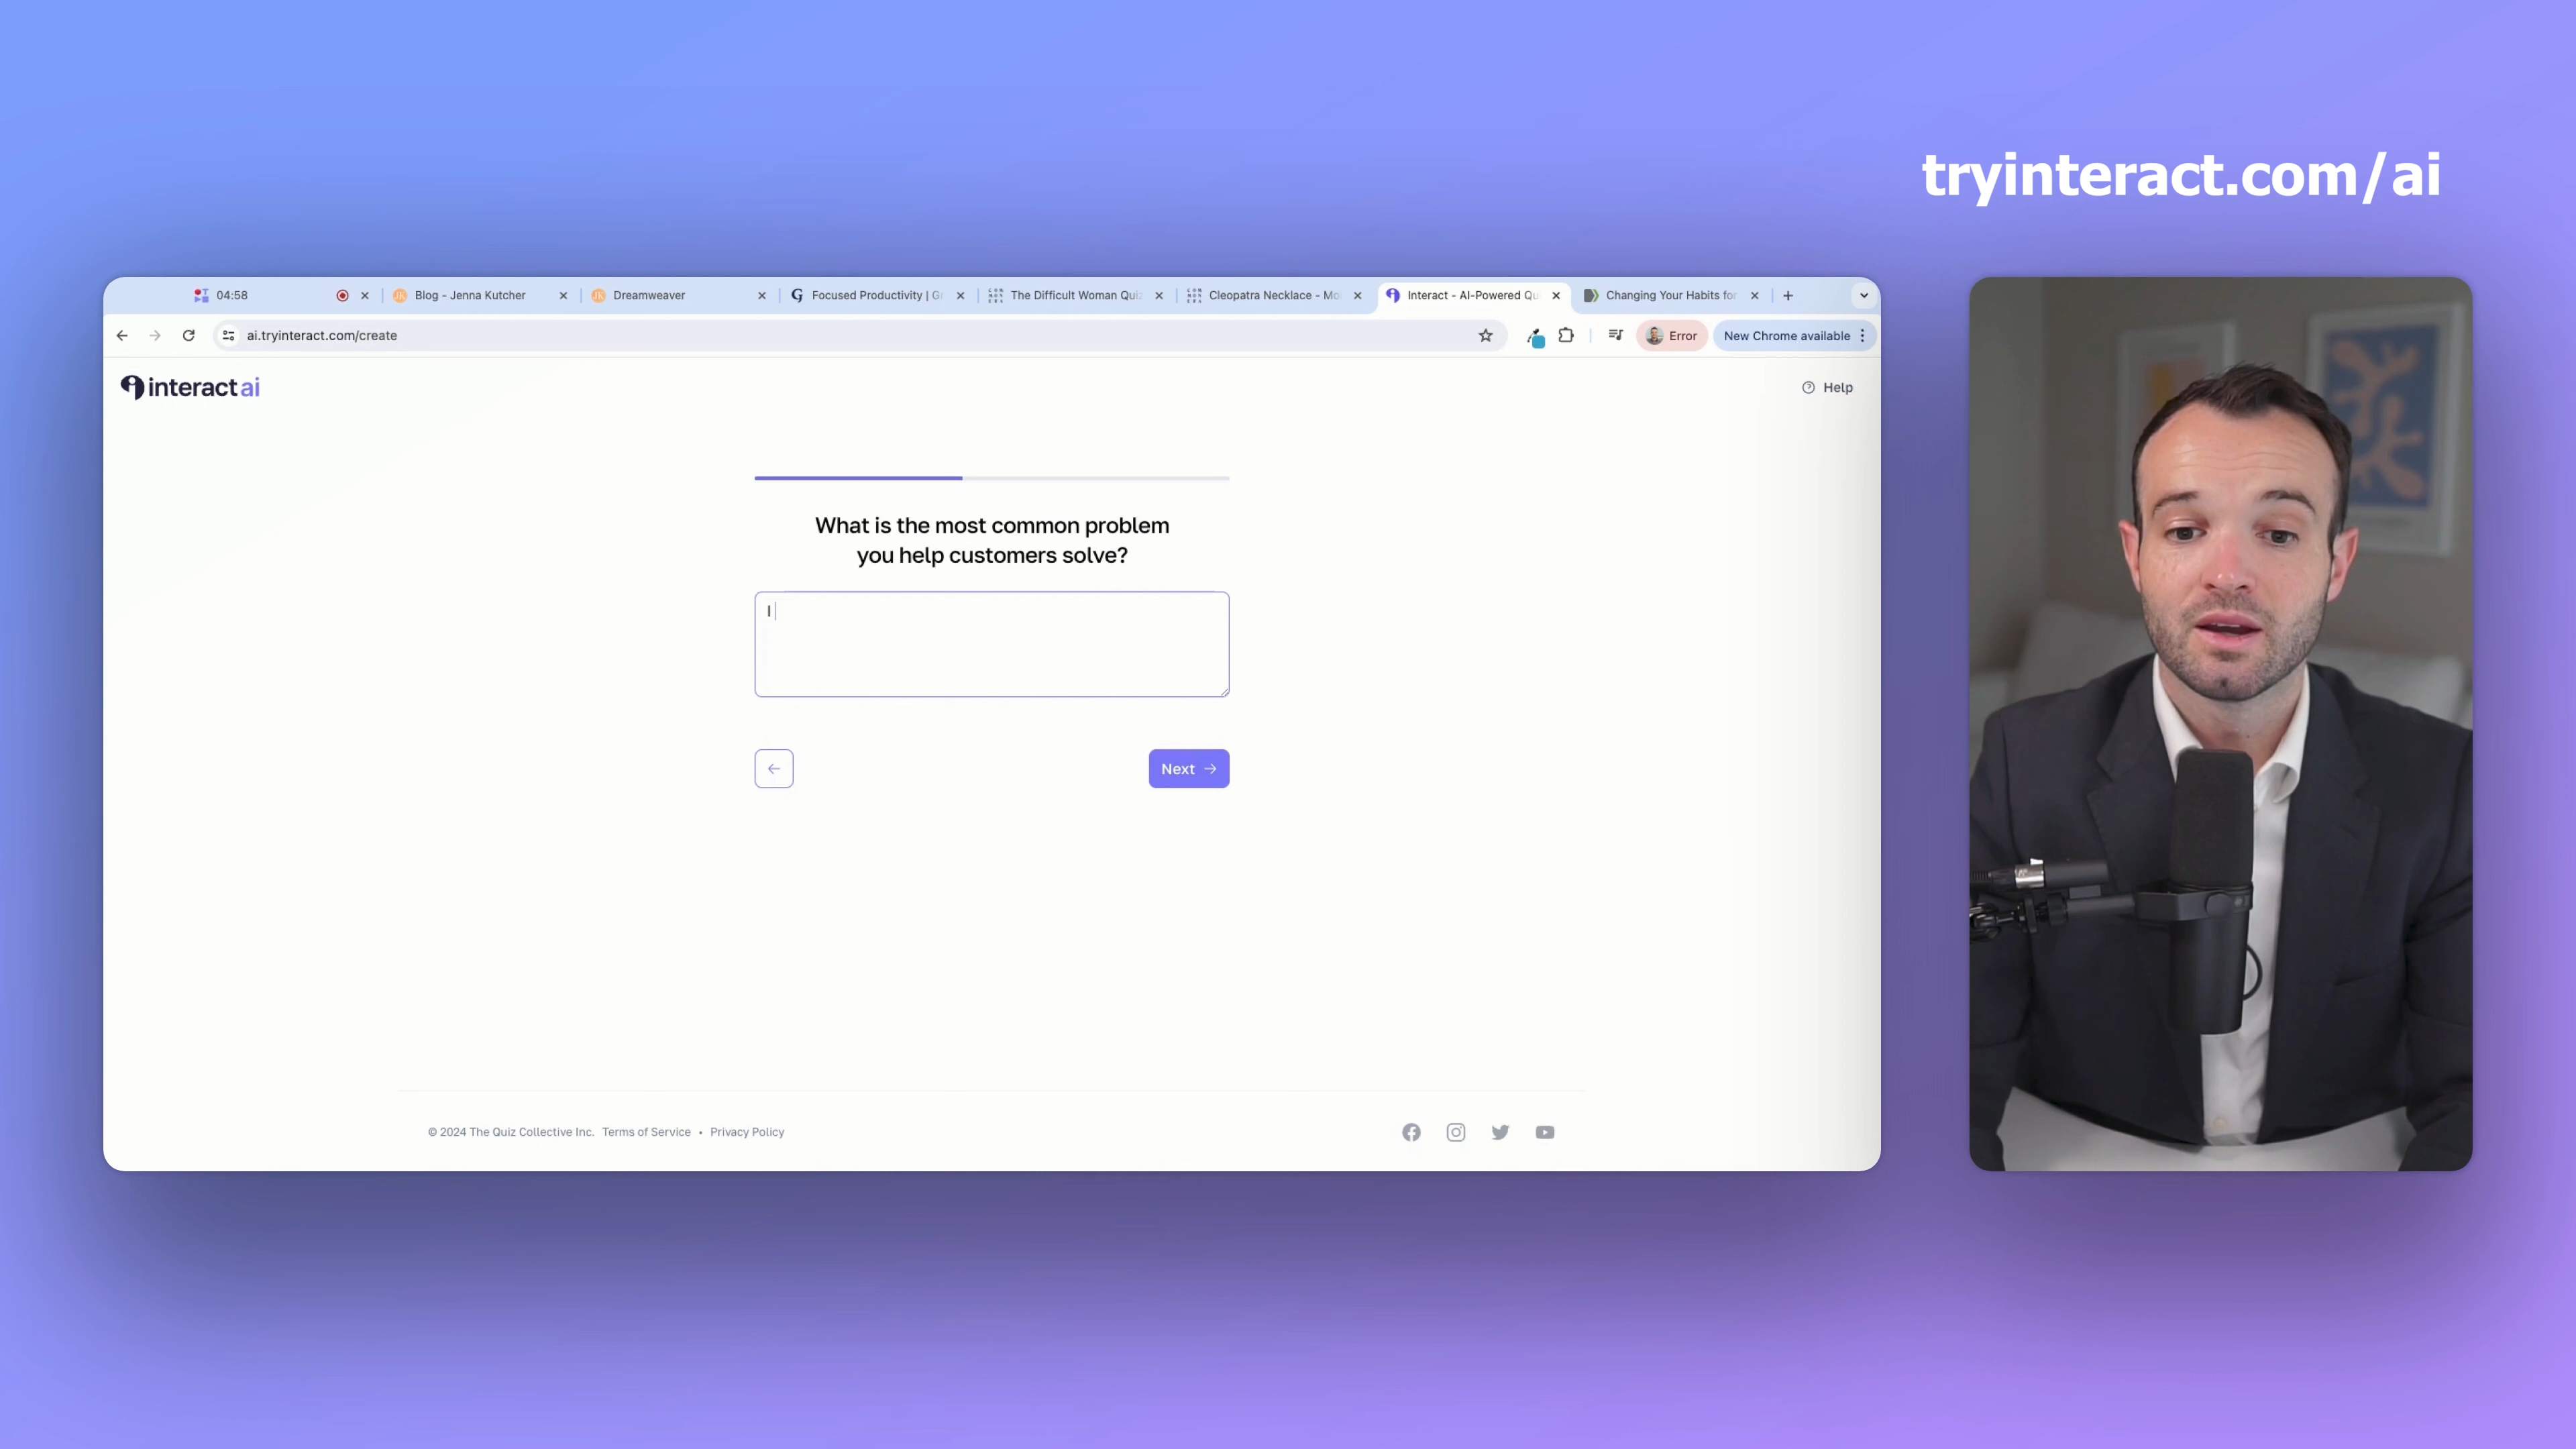 tryinteract.com/ai
04:58
Blog - Jenna Kutcher
Dreamweaver
Focused Productivity | Gr
The Difficult Woman Qui
Cleopatra Necklace - Mo
Interact - AI-Powered Qu
Changing Your Habits for
ai.tryinteract.com/create
Error
New Chrome available
interact ai
Help
What is the most common problem
you help customers solve?
I
Next
© 2024 The Quiz Collective Inc. Terms of Service • Privacy Policy